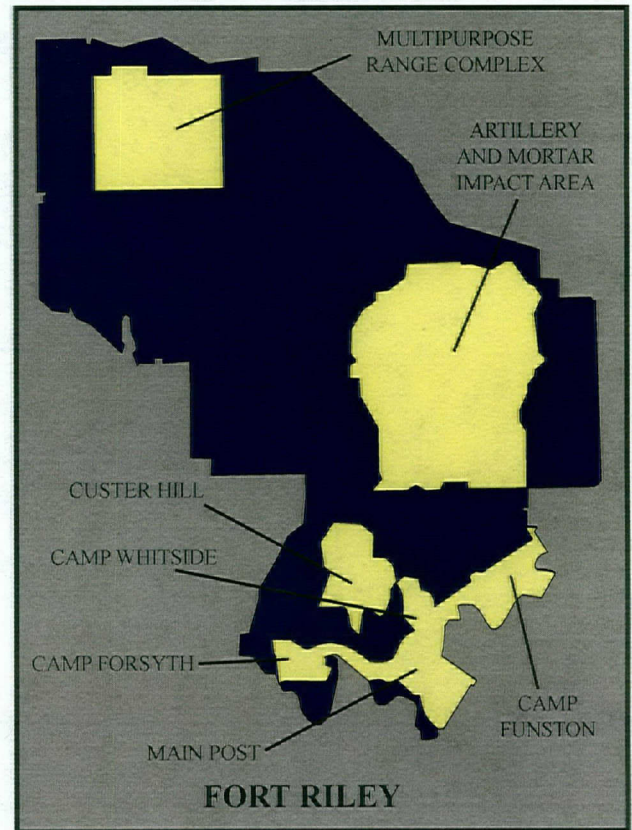 MULTIPURPOSE
RANGE COMPLEX
ARTILLERY
AND MORTAR
IMPACT AREA
CUSTER HILL
CAMP WHITSIDE
CAMP FORSYTH
CAMP
FUNSTON
MAIN POST
FORT RILEY